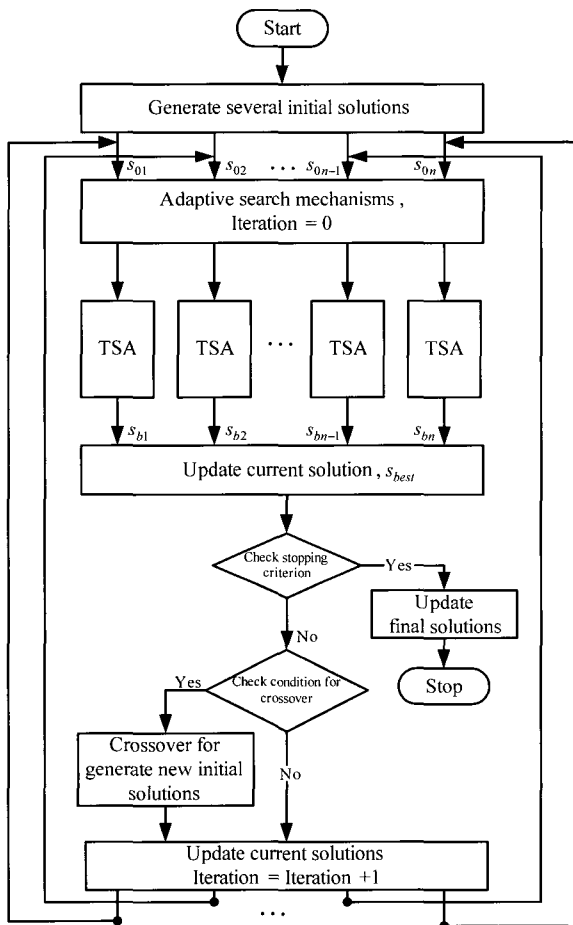 Start
Generate several initial solutions
s01 s02 ... s0n−1 s0n
Adaptive search mechanisms ,
Iteration = 0
TSA TSA ... TSA TSA
sb1 sb2 sbn−1 sbn
Update current solution , sbest
Check stopping
criterion
Yes
Update
final solutions
No
Stop
Check condition for
crossover
Yes
Crossover for
generate new initial
solutions
No
Update current solutions
Iteration = Iteration +1
...